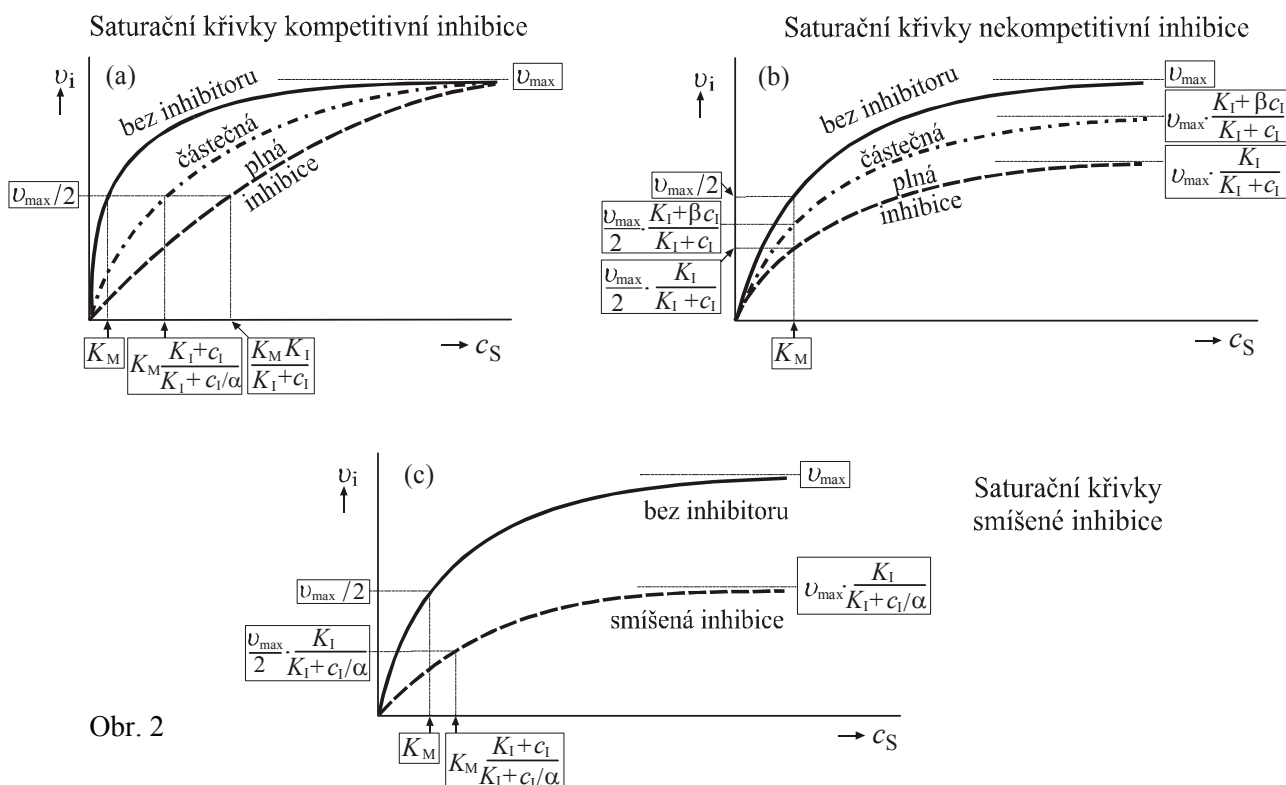 Saturační křivky kompetitivní inhibice
(a)
υi
bez inhibitoru
částečná
plná
inhibice
υmax
υmax/2
KM
KM (KI+cI)/(KI+cI/α)
(KM KI)/(KI+cI)
cS
Saturační křivky nekompetitivní inhibice
(b)
υi
bez inhibitoru
částečná
plná
inhibice
υmax
υmax·(KI+βcI)/(KI+cI)
υmax·KI/(KI+cI)
υmax/2
υmax/2·(KI+βcI)/(KI+cI)
υmax/2·KI/(KI+cI)
KM
cS
(c)
υi
bez inhibitoru
smíšená inhibice
υmax
υmax·KI/(KI+cI/α)
υmax/2
υmax/2·KI/(KI+cI/α)
KM
KM (KI+cI)/(KI+cI/α)
cS
Saturační křivky
smíšené inhibice
Obr. 2